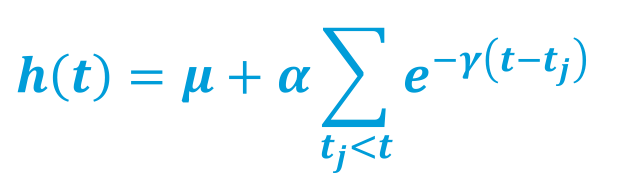 h(t) = μ + α ∑ e^{−γ(t−t_j)}
t_j<t